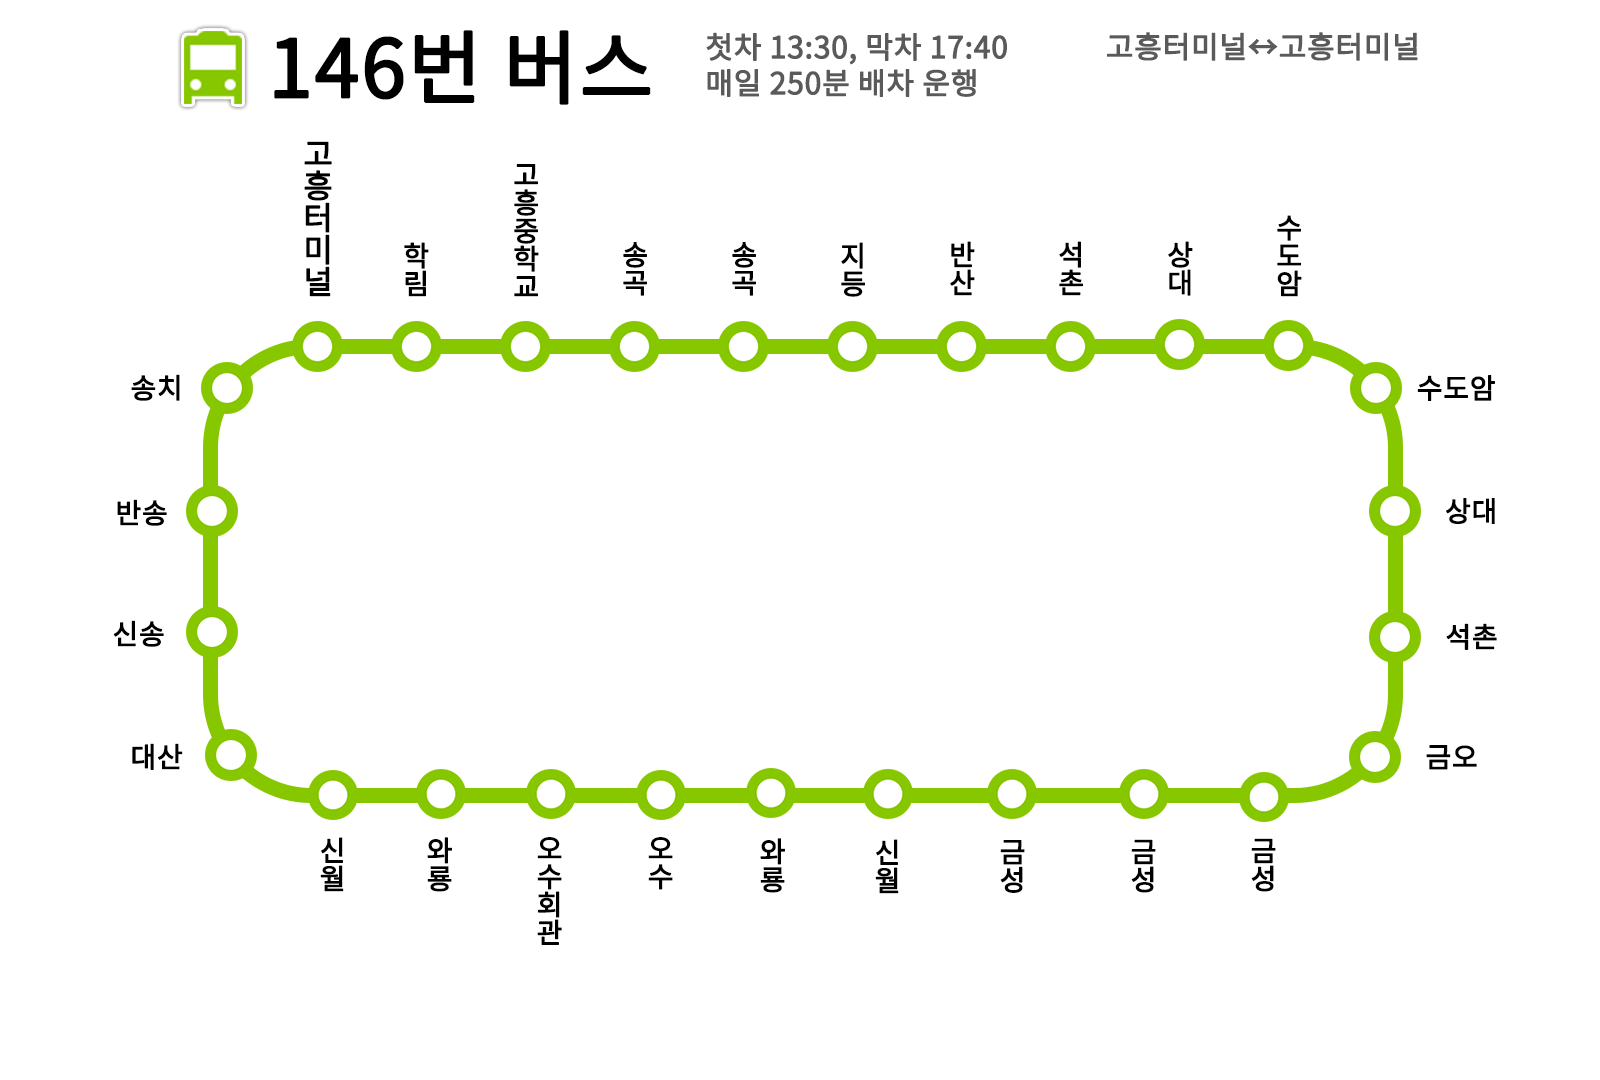 146번 버스
첫차 13:30, 막차 17:40
매일 250분 배차 운행
고흥터미널↔고흥터미널
고흥터미널
학림
고흥중학교
송곡
송곡
지등
반산
석촌
상대
수도암
수도암
상대
석촌
금오
금성
금성
금성
신월
와룡
오수
오수회관
와룡
신월
대산
신송
반송
송치